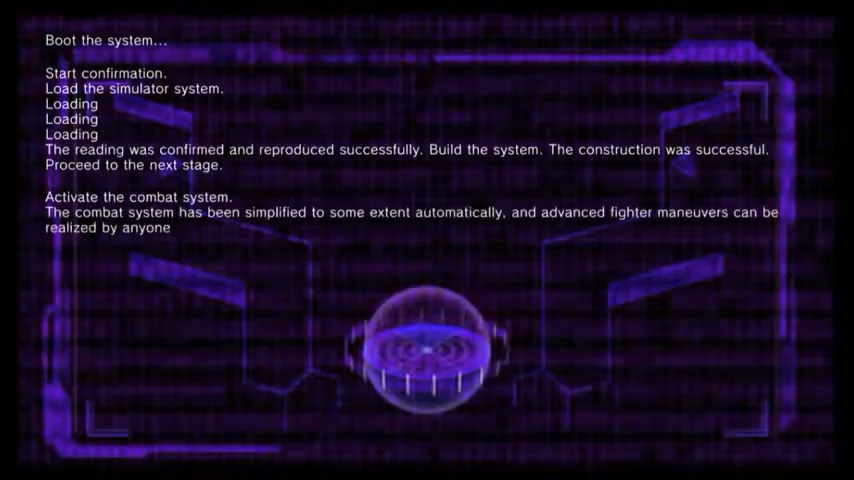 Boot the system...
Start confirmation.
Load the simulator system.
Loading
Loading
Loading
The reading was confirmed and reproduced successfully. Build the system. The construction was successful.
Proceed to the next stage.
Activate the combat system.
The combat system has been simplified to some extent automatically, and advanced fighter maneuvers can be
realized by anyone